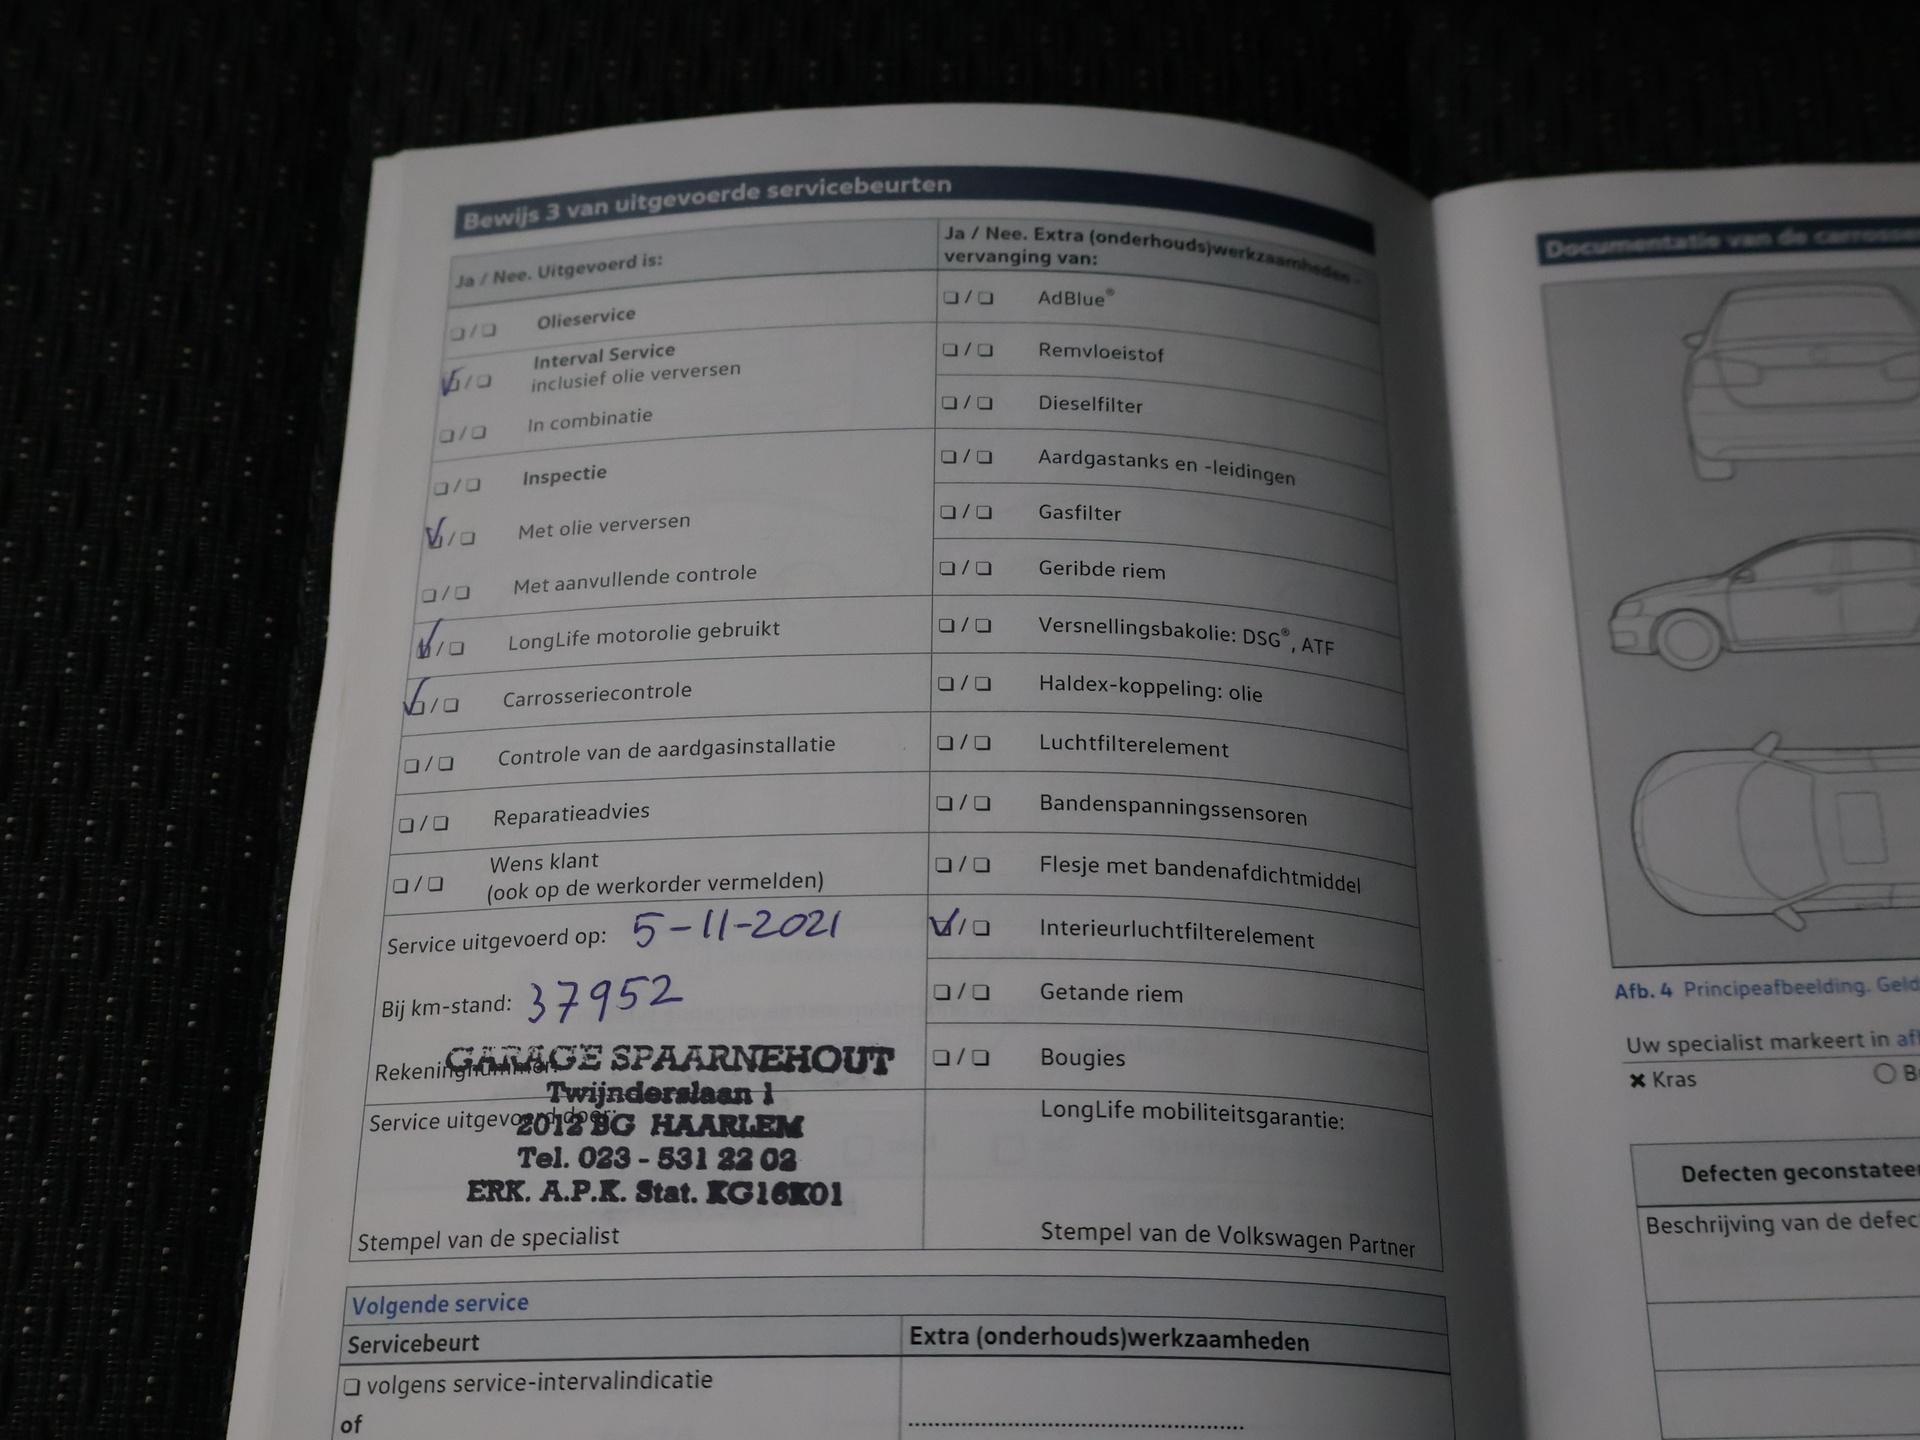 Bewijs 3 van uitgevoerde servicebeurten
Ja / Nee. Uitgevoerd is:
Olieservice
Interval Service
inclusief olie verversen
In combinatie
Inspectie
Met olie verversen
Met aanvullende controle
LongLife motorolie gebruikt
Carrosseriecontrole
Controle van de aardgasinstallatie
Reparatieadvies
Wens klant
(ook op de werkorder vermelden)
Service uitgevoerd op: 5-11-2021
Bij km-stand: 37952
Rekeningnummer:
GARAGE SPAARNEHOUT
Twijnderslaan 1
Service uitgevoerd door:
2012 BG HAARLEM
Tel. 023 - 531 22 02
ERK. A.P.K. Stat. KG16K01
Stempel van de specialist
Ja / Nee. Extra (onderhouds)werkzaamheden -
vervanging van:
AdBlue®
Remvloeistof
Dieselfilter
Aardgastanks en -leidingen
Gasfilter
Geribde riem
Versnellingsbakolie: DSG®, ATF
Haldex-koppeling: olie
Luchtfilterelement
Bandenspanningssensoren
Flesje met bandenafdichtmiddel
Interieurluchtfilterelement
Getande riem
Bougies
LongLife mobiliteitsgarantie:
Stempel van de Volkswagen Partner
Volgende service
Servicebeurt
Extra (onderhouds)werkzaamheden
volgens service-intervalindicatie
of
Documentatie van de
Afb. 4 Principeafbeelding.
Uw specialist markeert in
Kras
Defecten
Beschrijving van de